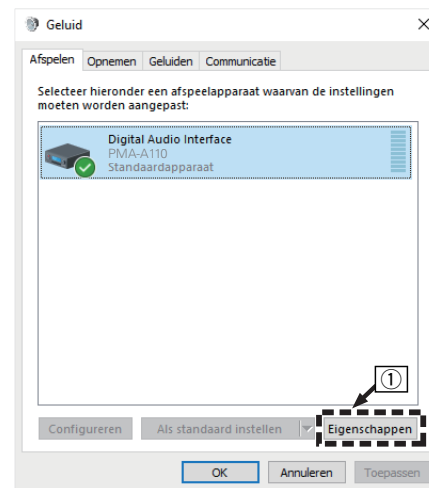 Geluid
Afspelen Opnemen Geluiden Communicatie
Selecteer hieronder een afspeelapparaat waarvan de instellingen
moeten worden aangepast:
Digital Audio Interface
PMA-A110
Standaardapparaat
①
Configureren Als standaard instellen Eigenschappen
OK Annuleren Toepassen